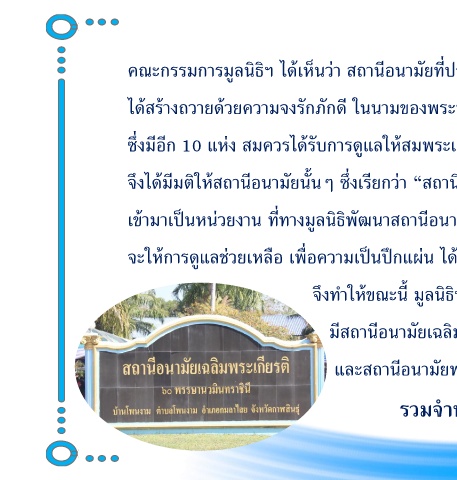 คณะกรรมการมูลนิธิฯ ได้เห็นว่า สถานีอนามัยที่
ได้สร้างถวายด้วยความจงรักภักดี ในนามของพระ
ซึ่งมีอีก 10 แห่ง สมควรได้รับการดูแลให้สมพระเ
จึงได้มีมติให้สถานีอนามัยนั้น ๆ ซึ่งเรียกว่า “สถานี
เข้ามาเป็นหน่วยงาน ที่ทางมูลนิธิพัฒนาสถานีอนา
จะให้การดูแลช่วยเหลือ เพื่อความเป็นปึกแผ่น ได้
จึงทำให้ขณะนี้ มูลนิธิ
มีสถานีอนามัยเฉลิม
และสถานีอนามัย
รวมจำ
สถานีอนามัยเฉลิมพระเกียรติ
๖๐ พรรษานวมินทราชินี
บ้านโพนงาม ตำบลโพนงาม อำเภอกมลาไสย จังหวัดกาฬสินธุ์